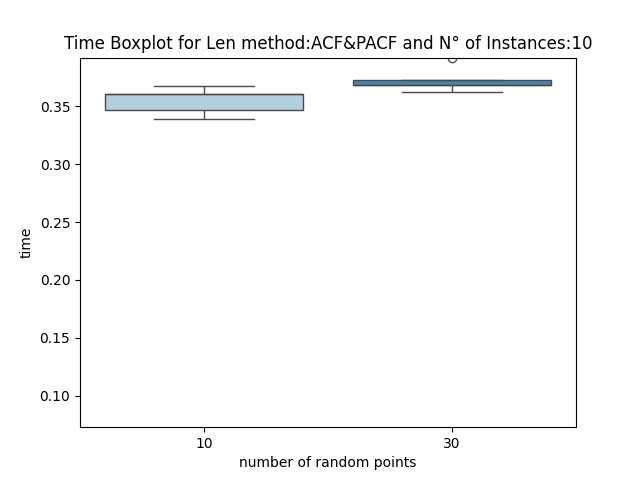 Time Boxplot for Len method:ACF&PACF and N° of Instances:10
0.35
0.30
0.25
0.20
0.15
0.10
time
10 30
number of random points